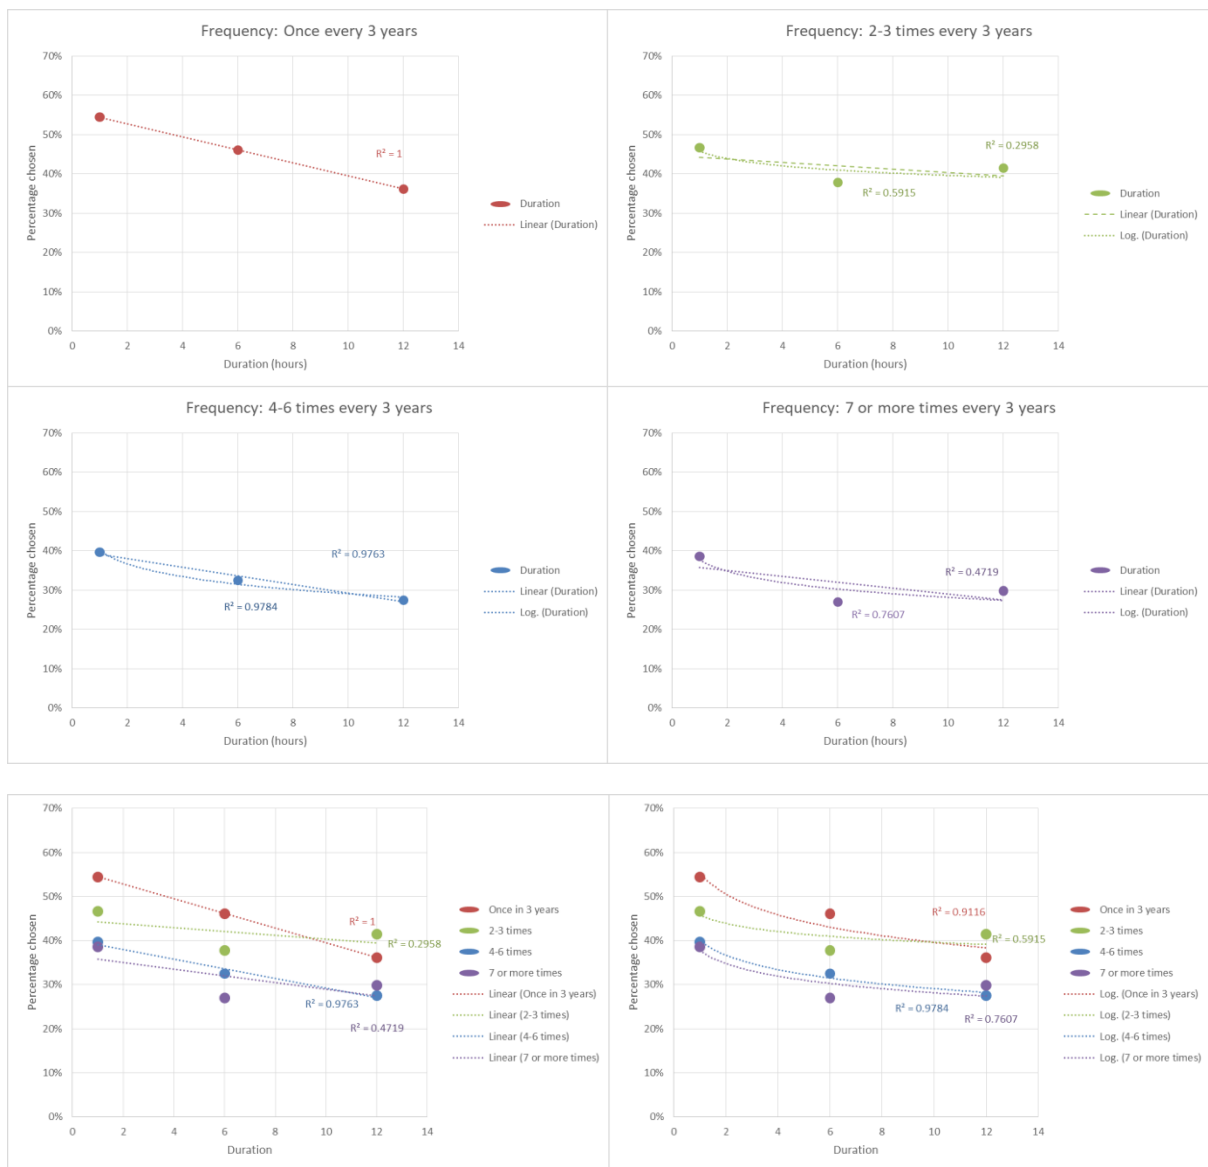 Frequency: Once every 3 years
70%
60%
50%
40%
30%
20%
10%
0%
Percentage chosen
R² = 1
Duration
Linear (Duration)
0 2 4 6 8 10 12 14
Duration (hours)
Frequency: 2-3 times every 3 years
70%
60%
50%
40%
30%
20%
10%
0%
Percentage chosen
R² = 0.2958
R² = 0.5915
Duration
Linear (Duration)
Log. (Duration)
0 2 4 6 8 10 12 14
Duration (hours)
Frequency: 4-6 times every 3 years
70%
60%
50%
40%
30%
20%
10%
0%
Percentage chosen
R² = 0.9763
R² = 0.9784
Duration
Linear (Duration)
Log. (Duration)
0 2 4 6 8 10 12 14
Duration (hours)
Frequency: 7 or more times every 3 years
70%
60%
50%
40%
30%
20%
10%
0%
Percentage chosen
R² = 0.4719
R² = 0.7607
Duration
Linear (Duration)
Log. (Duration)
0 2 4 6 8 10 12 14
Duration (hours)
70%
60%
50%
40%
30%
20%
10%
0%
Percentage chosen
R² = 1
R² = 0.2958
R² = 0.9763
R² = 0.4719
Once in 3 years
2-3 times
4-6 times
7 or more times
Linear (Once in 3 years)
Linear (2-3 times)
Linear (4-6 times)
Linear (7 or more times)
0 2 4 6 8 10 12 14
Duration
70%
60%
50%
40%
30%
20%
10%
0%
Percentage chosen
R² = 0.9116
R² = 0.5915
R² = 0.9784
R² = 0.7607
Once in 3 years
2-3 times
4-6 times
7 or more times
Log. (Once in 3 years)
Log. (2-3 times)
Log. (4-6 times)
Log. (7 or more times)
0 2 4 6 8 10 12 14
Duration